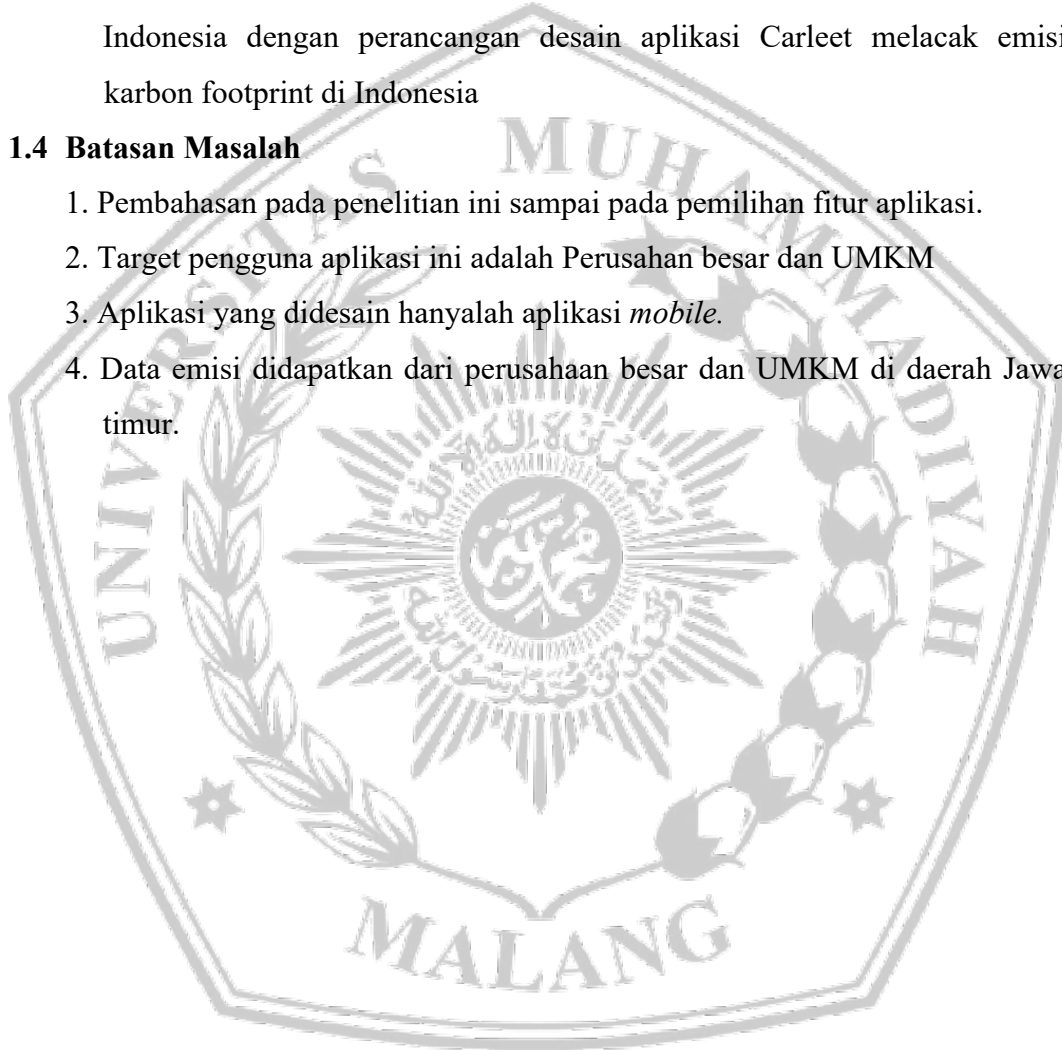 Indonesia dengan perancangan desain aplikasi Carleet melacak emisi
karbon footprint di Indonesia
1.4 Batasan Masalah
1. Pembahasan pada penelitian ini sampai pada pemilihan fitur aplikasi.
2. Target pengguna aplikasi ini adalah Perusahan besar dan UMKM
3. Aplikasi yang didesain hanyalah aplikasi mobile.
4. Data emisi didapatkan dari perusahaan besar dan UMKM di daerah Jawa
timur.
UNIVERSITAS MUHAMMADIYAH
MALANG